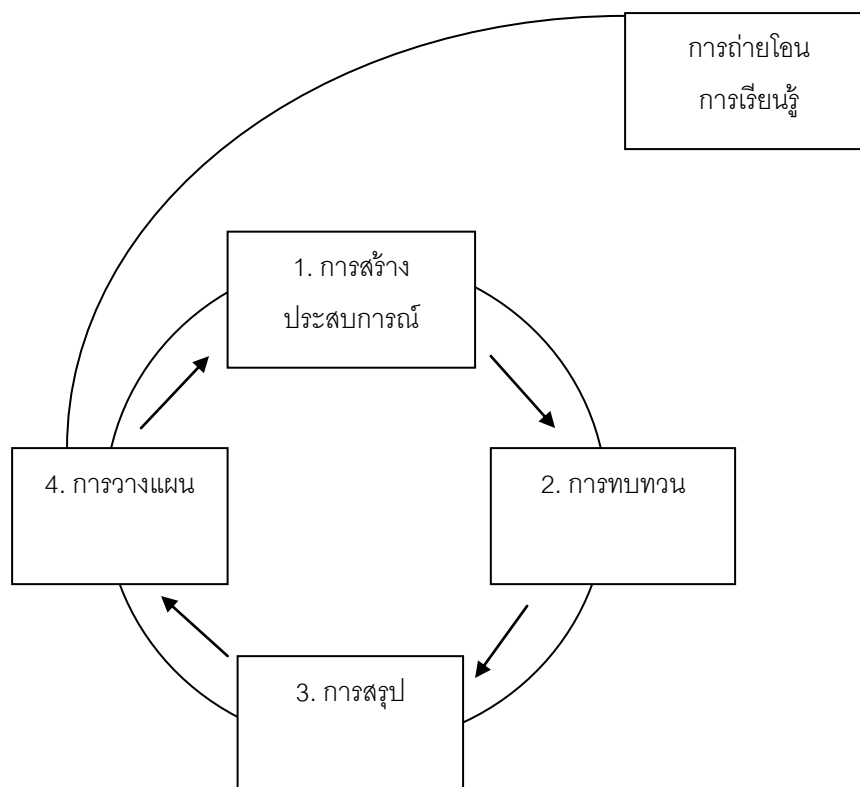 การถ่ายโอน
การเรียนรู้
1. การสร้าง
ประสบการณ์
4. การวางแผน
2. การทบทวน
3. การสรุป